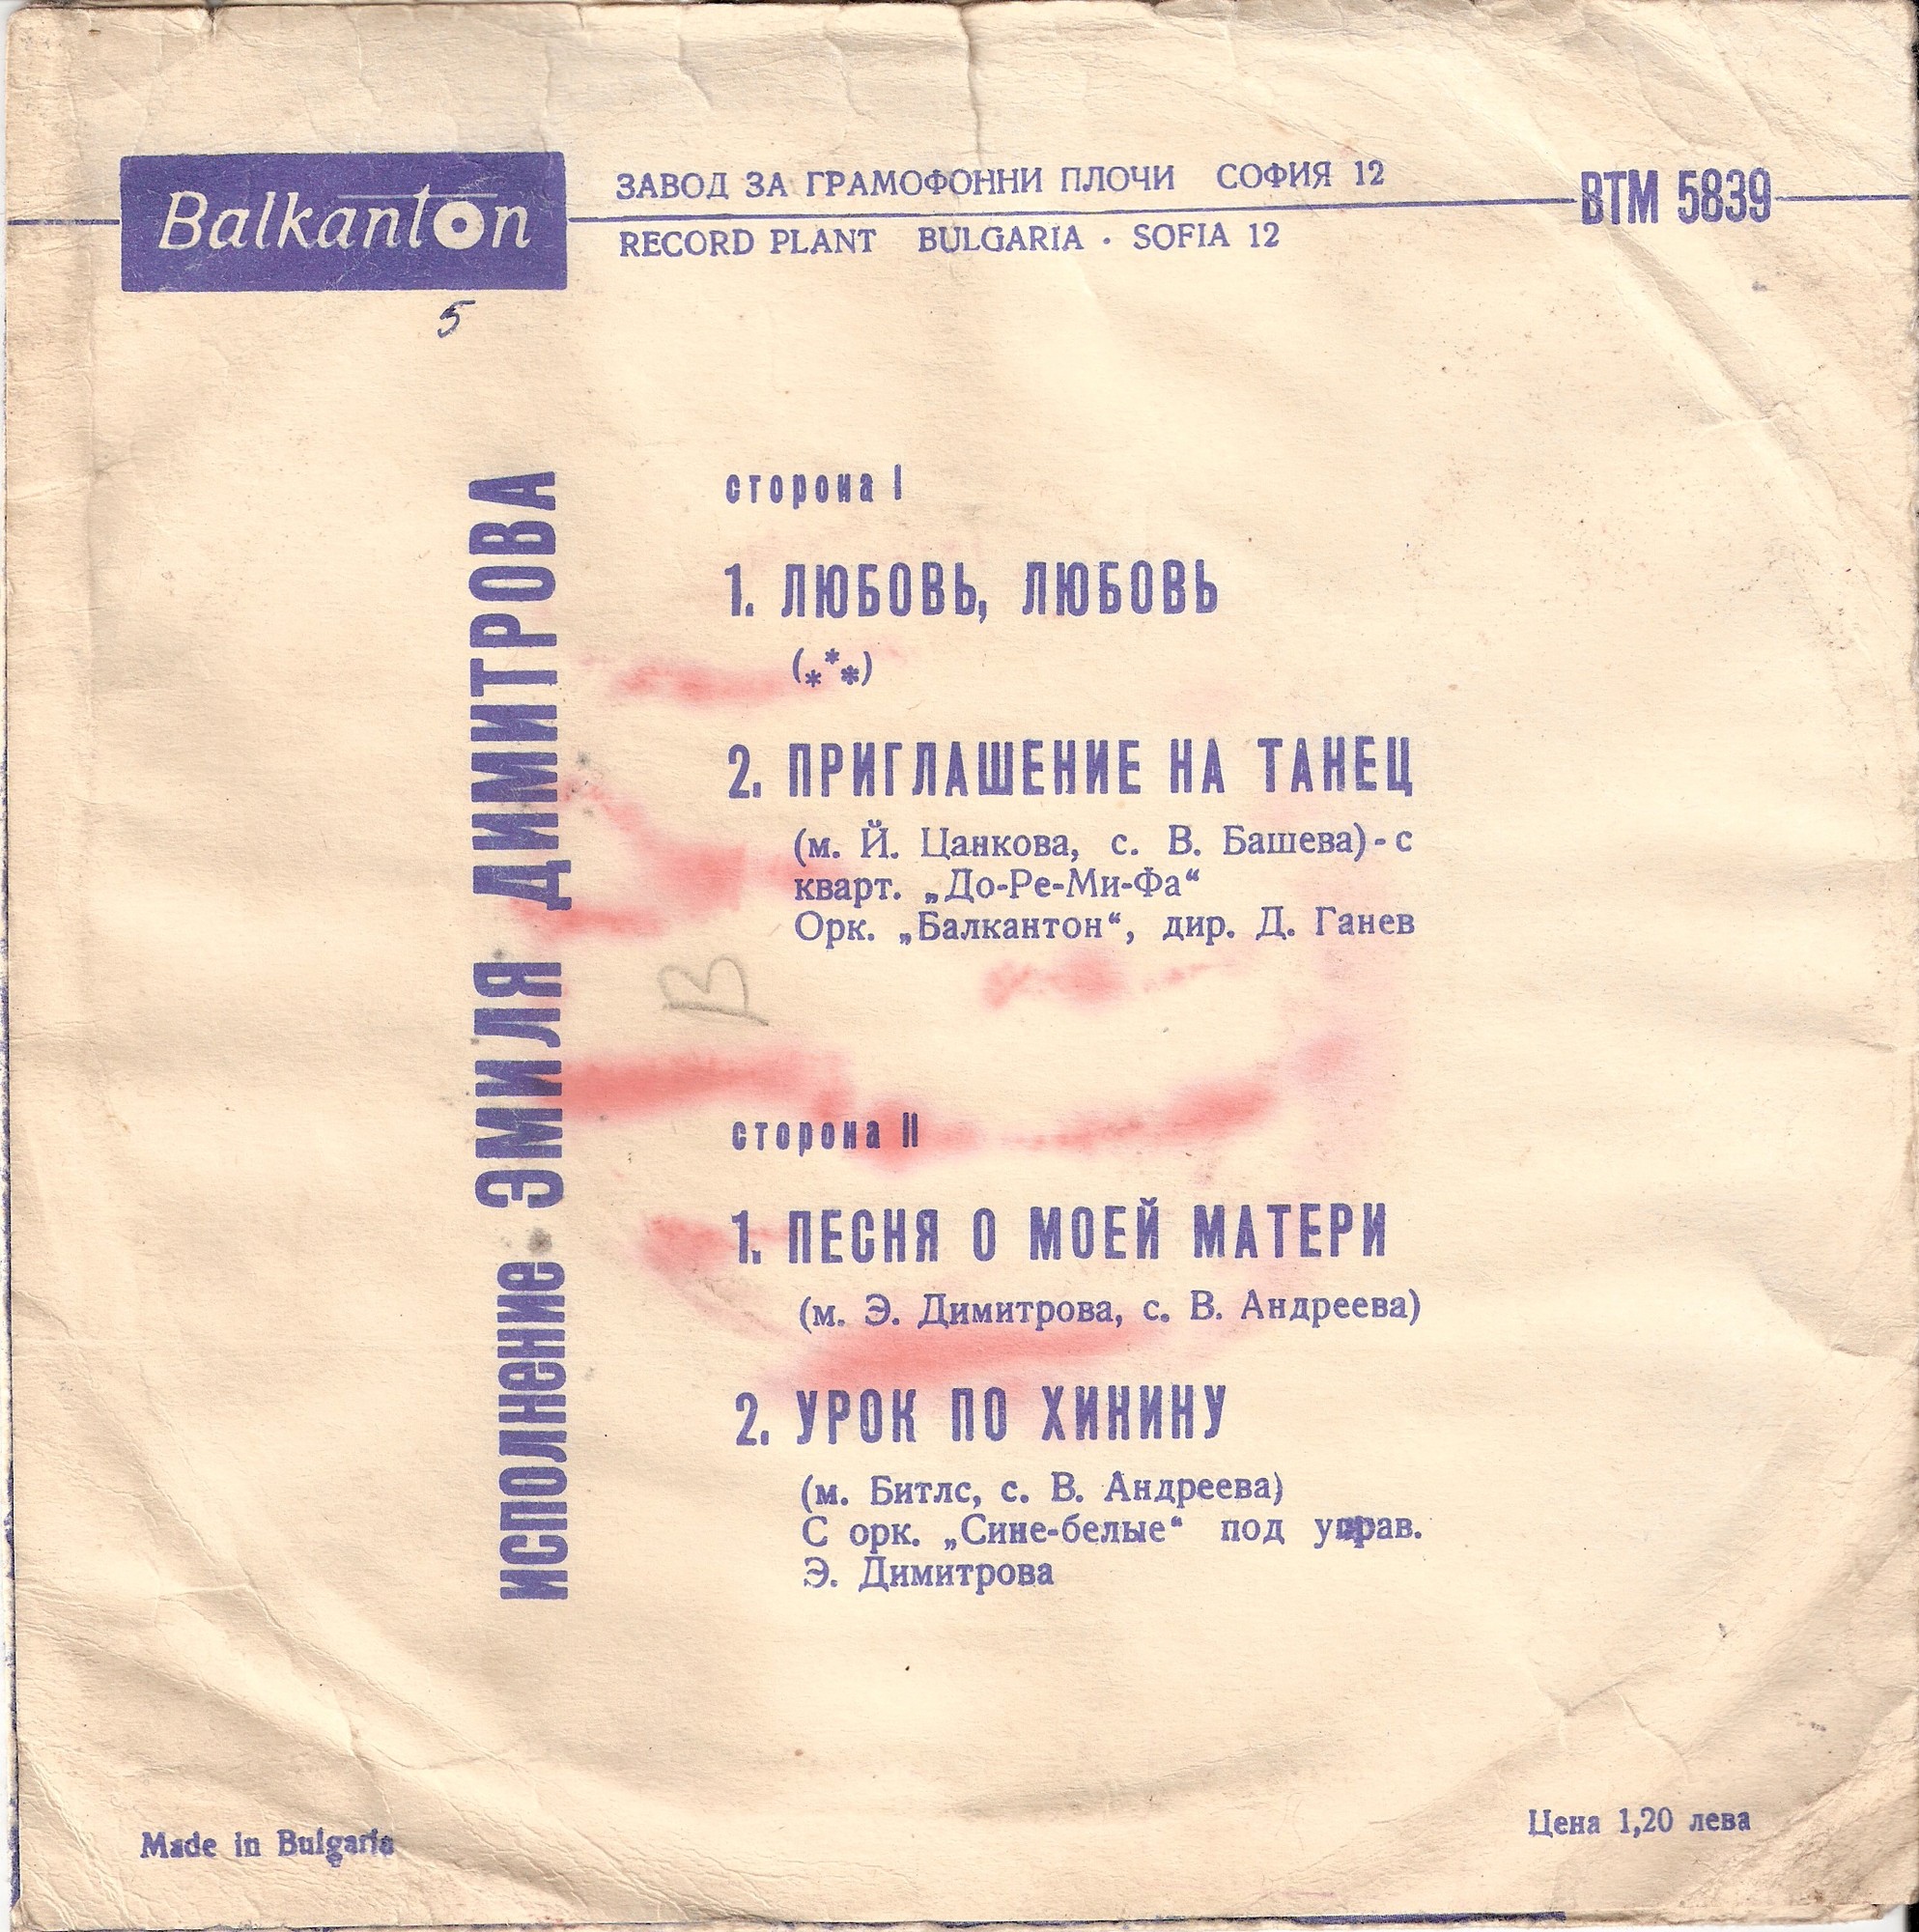 Balkanton
ЗАВОД ЗА ГРАМОФОННИ ПЛОЧИ СОФИЯ 12
RECORD PLANT BULGARIA · SOFIA 12
ВТМ 5839
5
исполнение ЭМИЛЯ ДИМИТРОВА
сторона I
1. ЛЮБОВЬ, ЛЮБОВЬ
(***)
2. ПРИГЛАШЕНИЕ НА ТАНЕЦ
(м. Й. Цанкова, с. В. Башева)-с
кварт. „До-Ре-Ми-Фа“
Орк. „Балкантон“, дир. Д. Ганев
B
сторона II
1. ПЕСНЯ О МОЕЙ МАТЕРИ
(м. Э. Димитрова, с. В. Андреева)
2. УРОК ПО ХИНИНУ
(м. Битлс, с. В. Андреева)
С орк. „Сине-белые“ под управ.
Э. Димитрова
Made in Bulgaria
Цена 1,20 лева